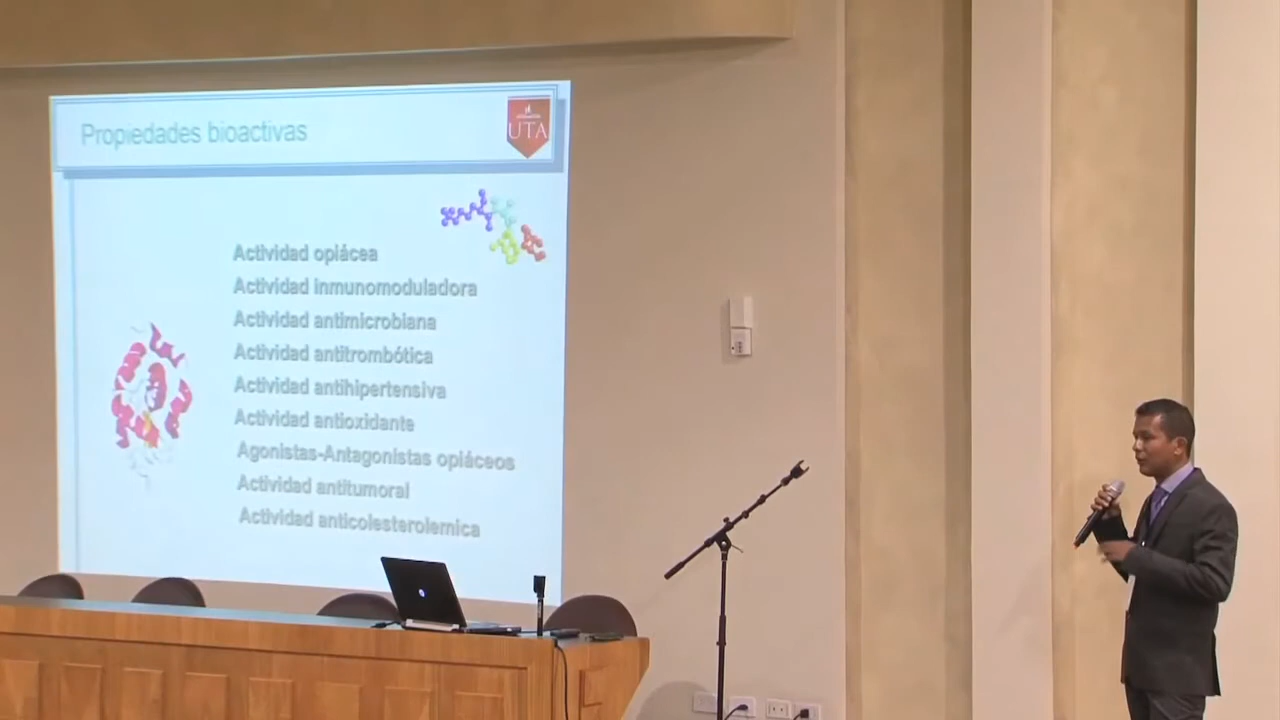 Propiedades bioactivas
UTA
Actividad opiácea
Actividad inmunomoduladora
Actividad antimicrobiana
Actividad antitrombótica
Actividad antihipertensiva
Actividad antioxidante
Agonistas-Antagonistas opiáceos
Actividad antitumoral
Actividad anticolesterolemica